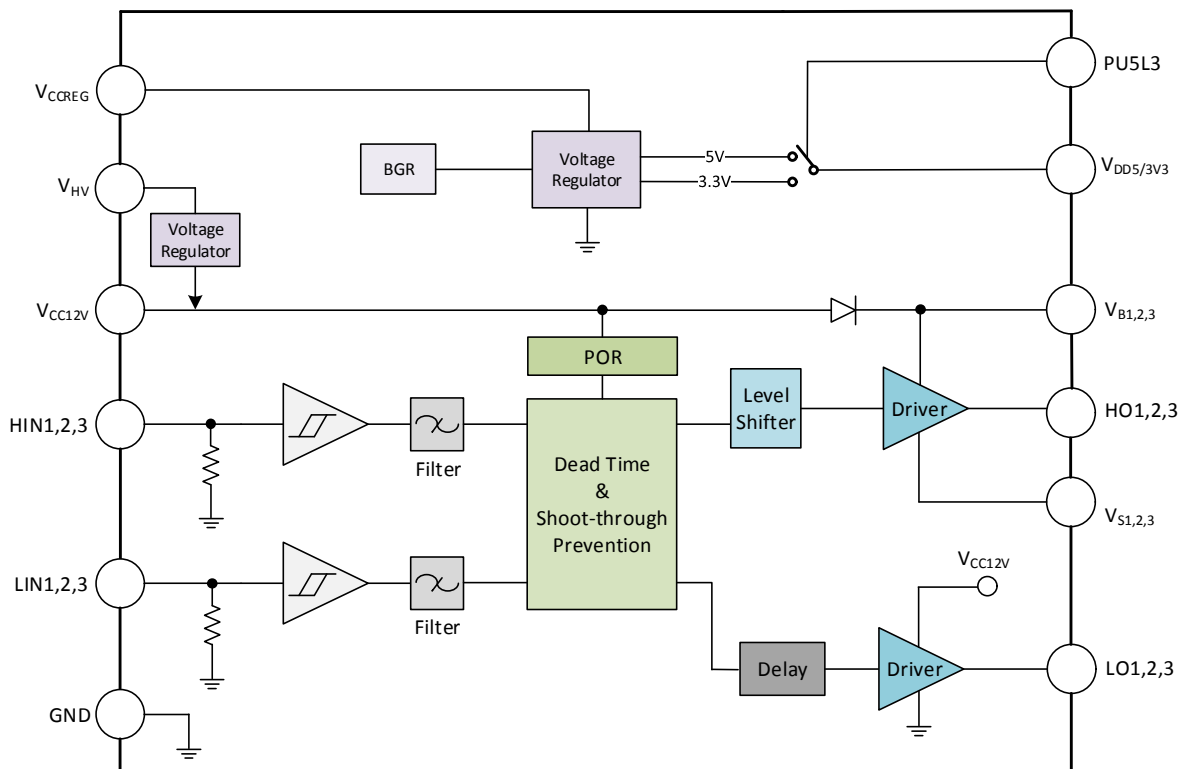 PU5L3
VCCREG
BGR
Voltage
Regulator
5V
3.3V
VDD5/3V3
VHV
Voltage
Regulator
VCC12V
VB1,2,3
POR
HIN1,2,3
Filter
Level
Shifter
Driver
HO1,2,3
Dead Time
&
Shoot-through
Prevention
VS1,2,3
LIN1,2,3
Filter
VCC12V
Delay
Driver
LO1,2,3
GND